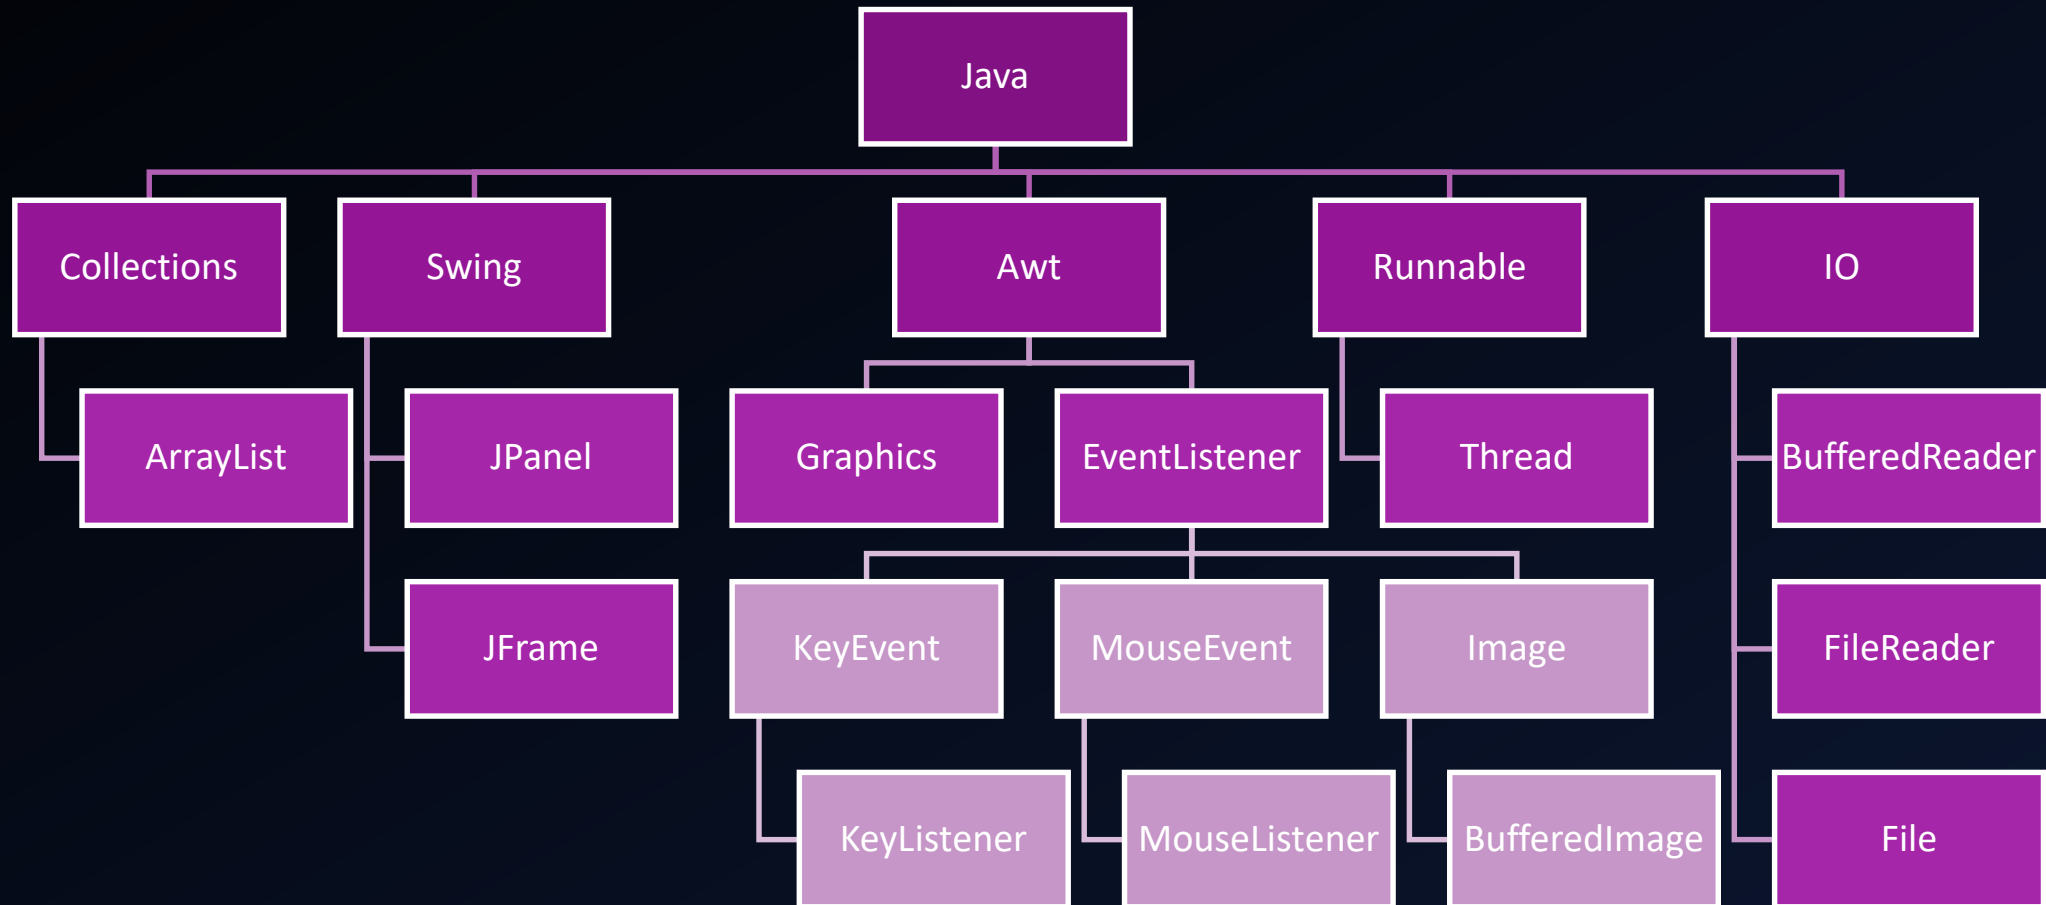 Java
Collections
Swing
Awt
Runnable
IO
ArrayList
JPanel
Graphics
EventListener
Thread
BufferedReader
JFrame
KeyEvent
MouseEvent
Image
FileReader
KeyListener
MouseListener
BufferedImage
File